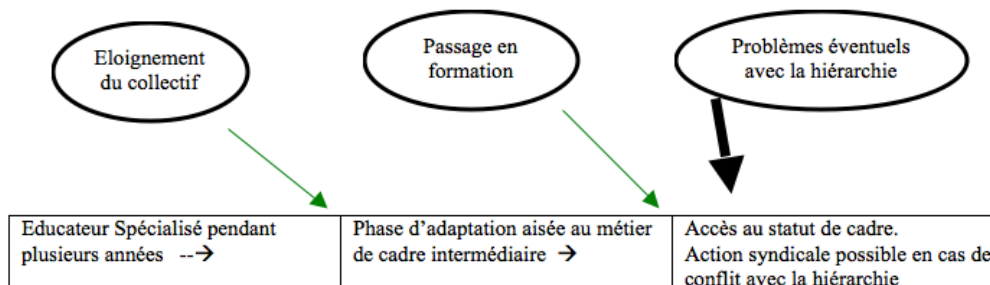 Eloignement
du collectif
Passage en
formation
Problèmes éventuels
avec la hiérarchie
Educateur Spécialisé pendant
plusieurs années --→
Phase d’adaptation aisée au métier
de cadre intermédiaire →
Accès au statut de cadre.
Action syndicale possible en cas de
conflit avec la hiérarchie